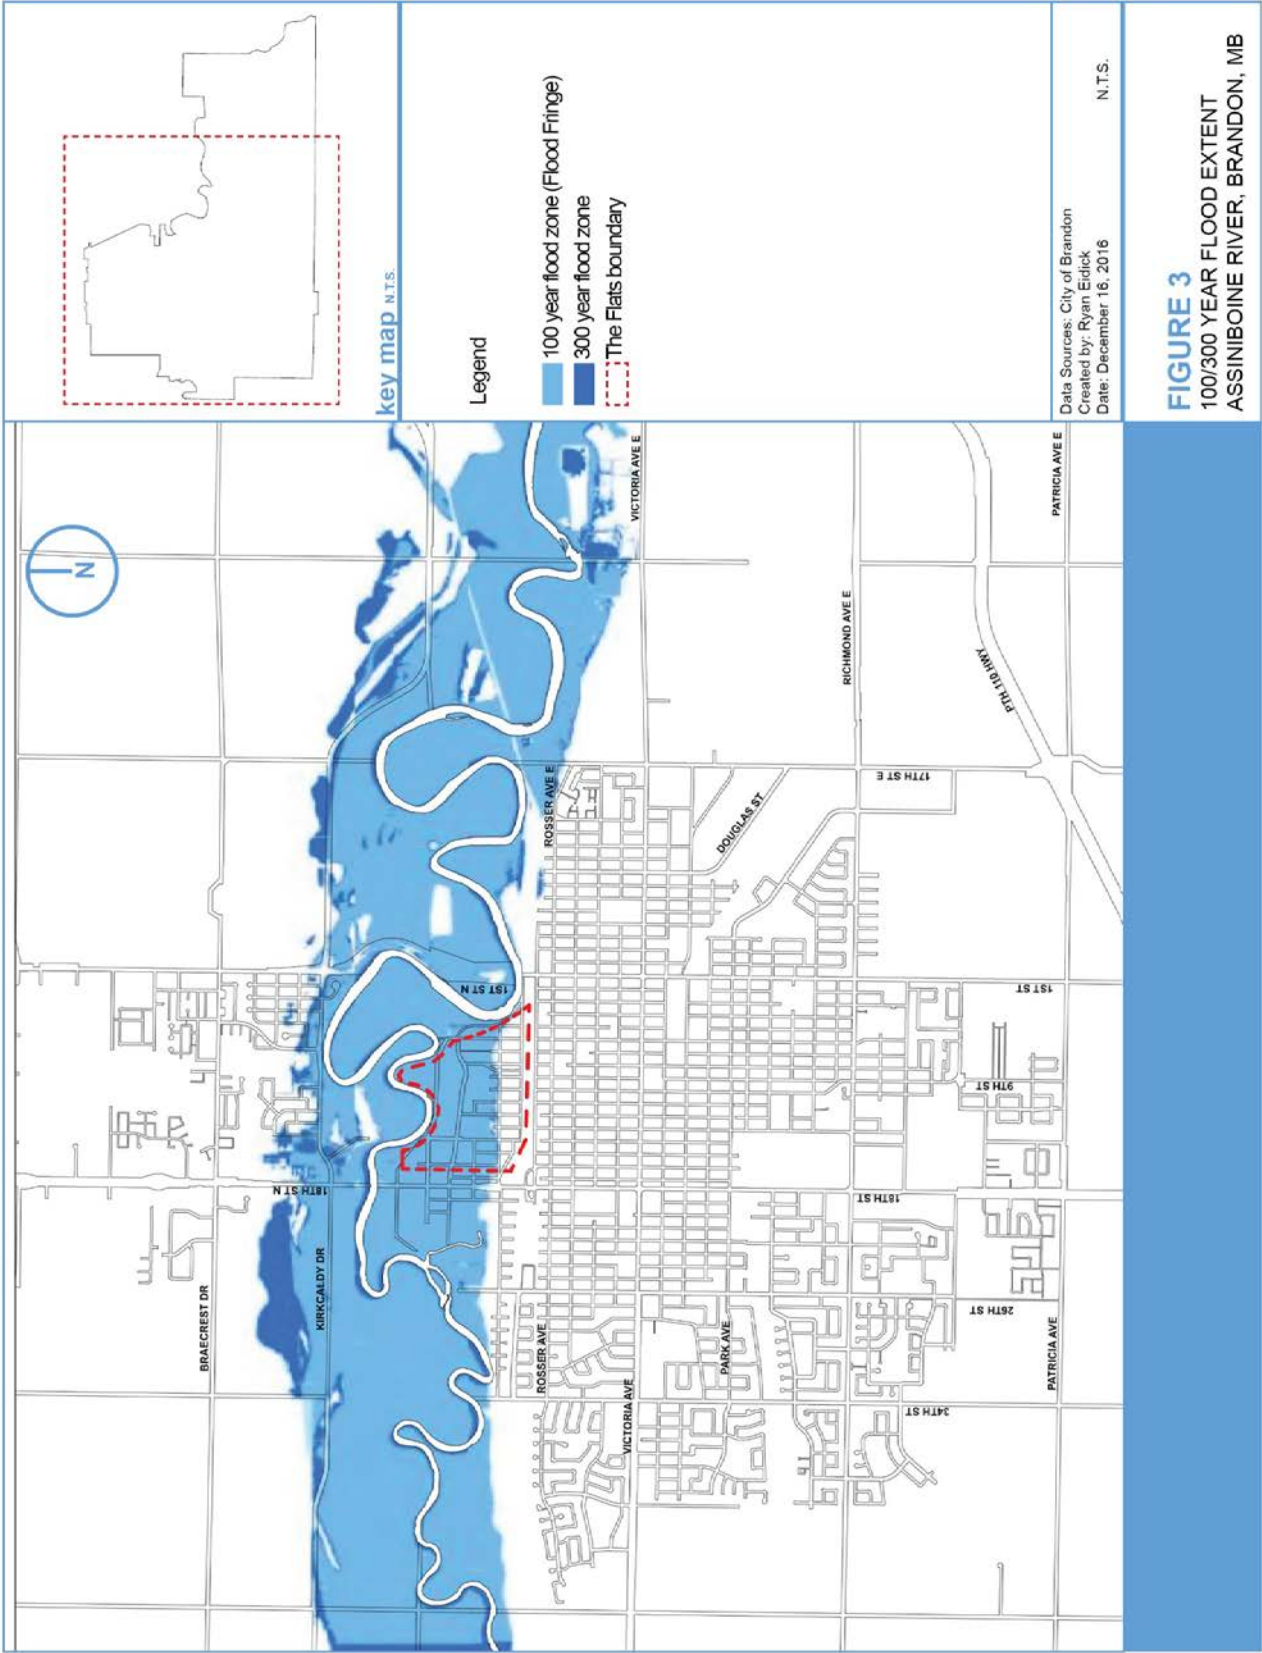 N
BRAECREST DR
KIRKCALDY DR
18TH ST N
1ST ST N
ROSSER AVE
ROSSER AVE E
VICTORIA AVE
VICTORIA AVE E
PARK AVE
DOUGLAS ST
RICHMOND AVE E
17TH ST E
PTH 110 HWY
34TH ST
26TH ST
18TH ST
9TH ST
1ST ST
PATRICIA AVE
PATRICIA AVE E
key map N.T.S.
Legend
100 year flood zone (Flood Fringe)
300 year flood zone
The Flats boundary
Data Sources: City of Brandon
Created by: Ryan Eidick
Date: December 16, 2016
N.T.S.
FIGURE 3
100/300 YEAR FLOOD EXTENT
ASSINIBOINE RIVER, BRANDON, MB